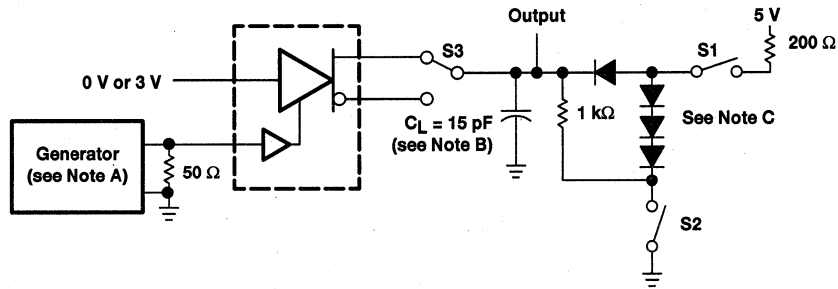 Output
5 V
S1
200 Ω
S3
0 V or 3 V
1 kΩ
See Note C
CL = 15 pF
(see Note B)
Generator
(see Note A)
50 Ω
S2